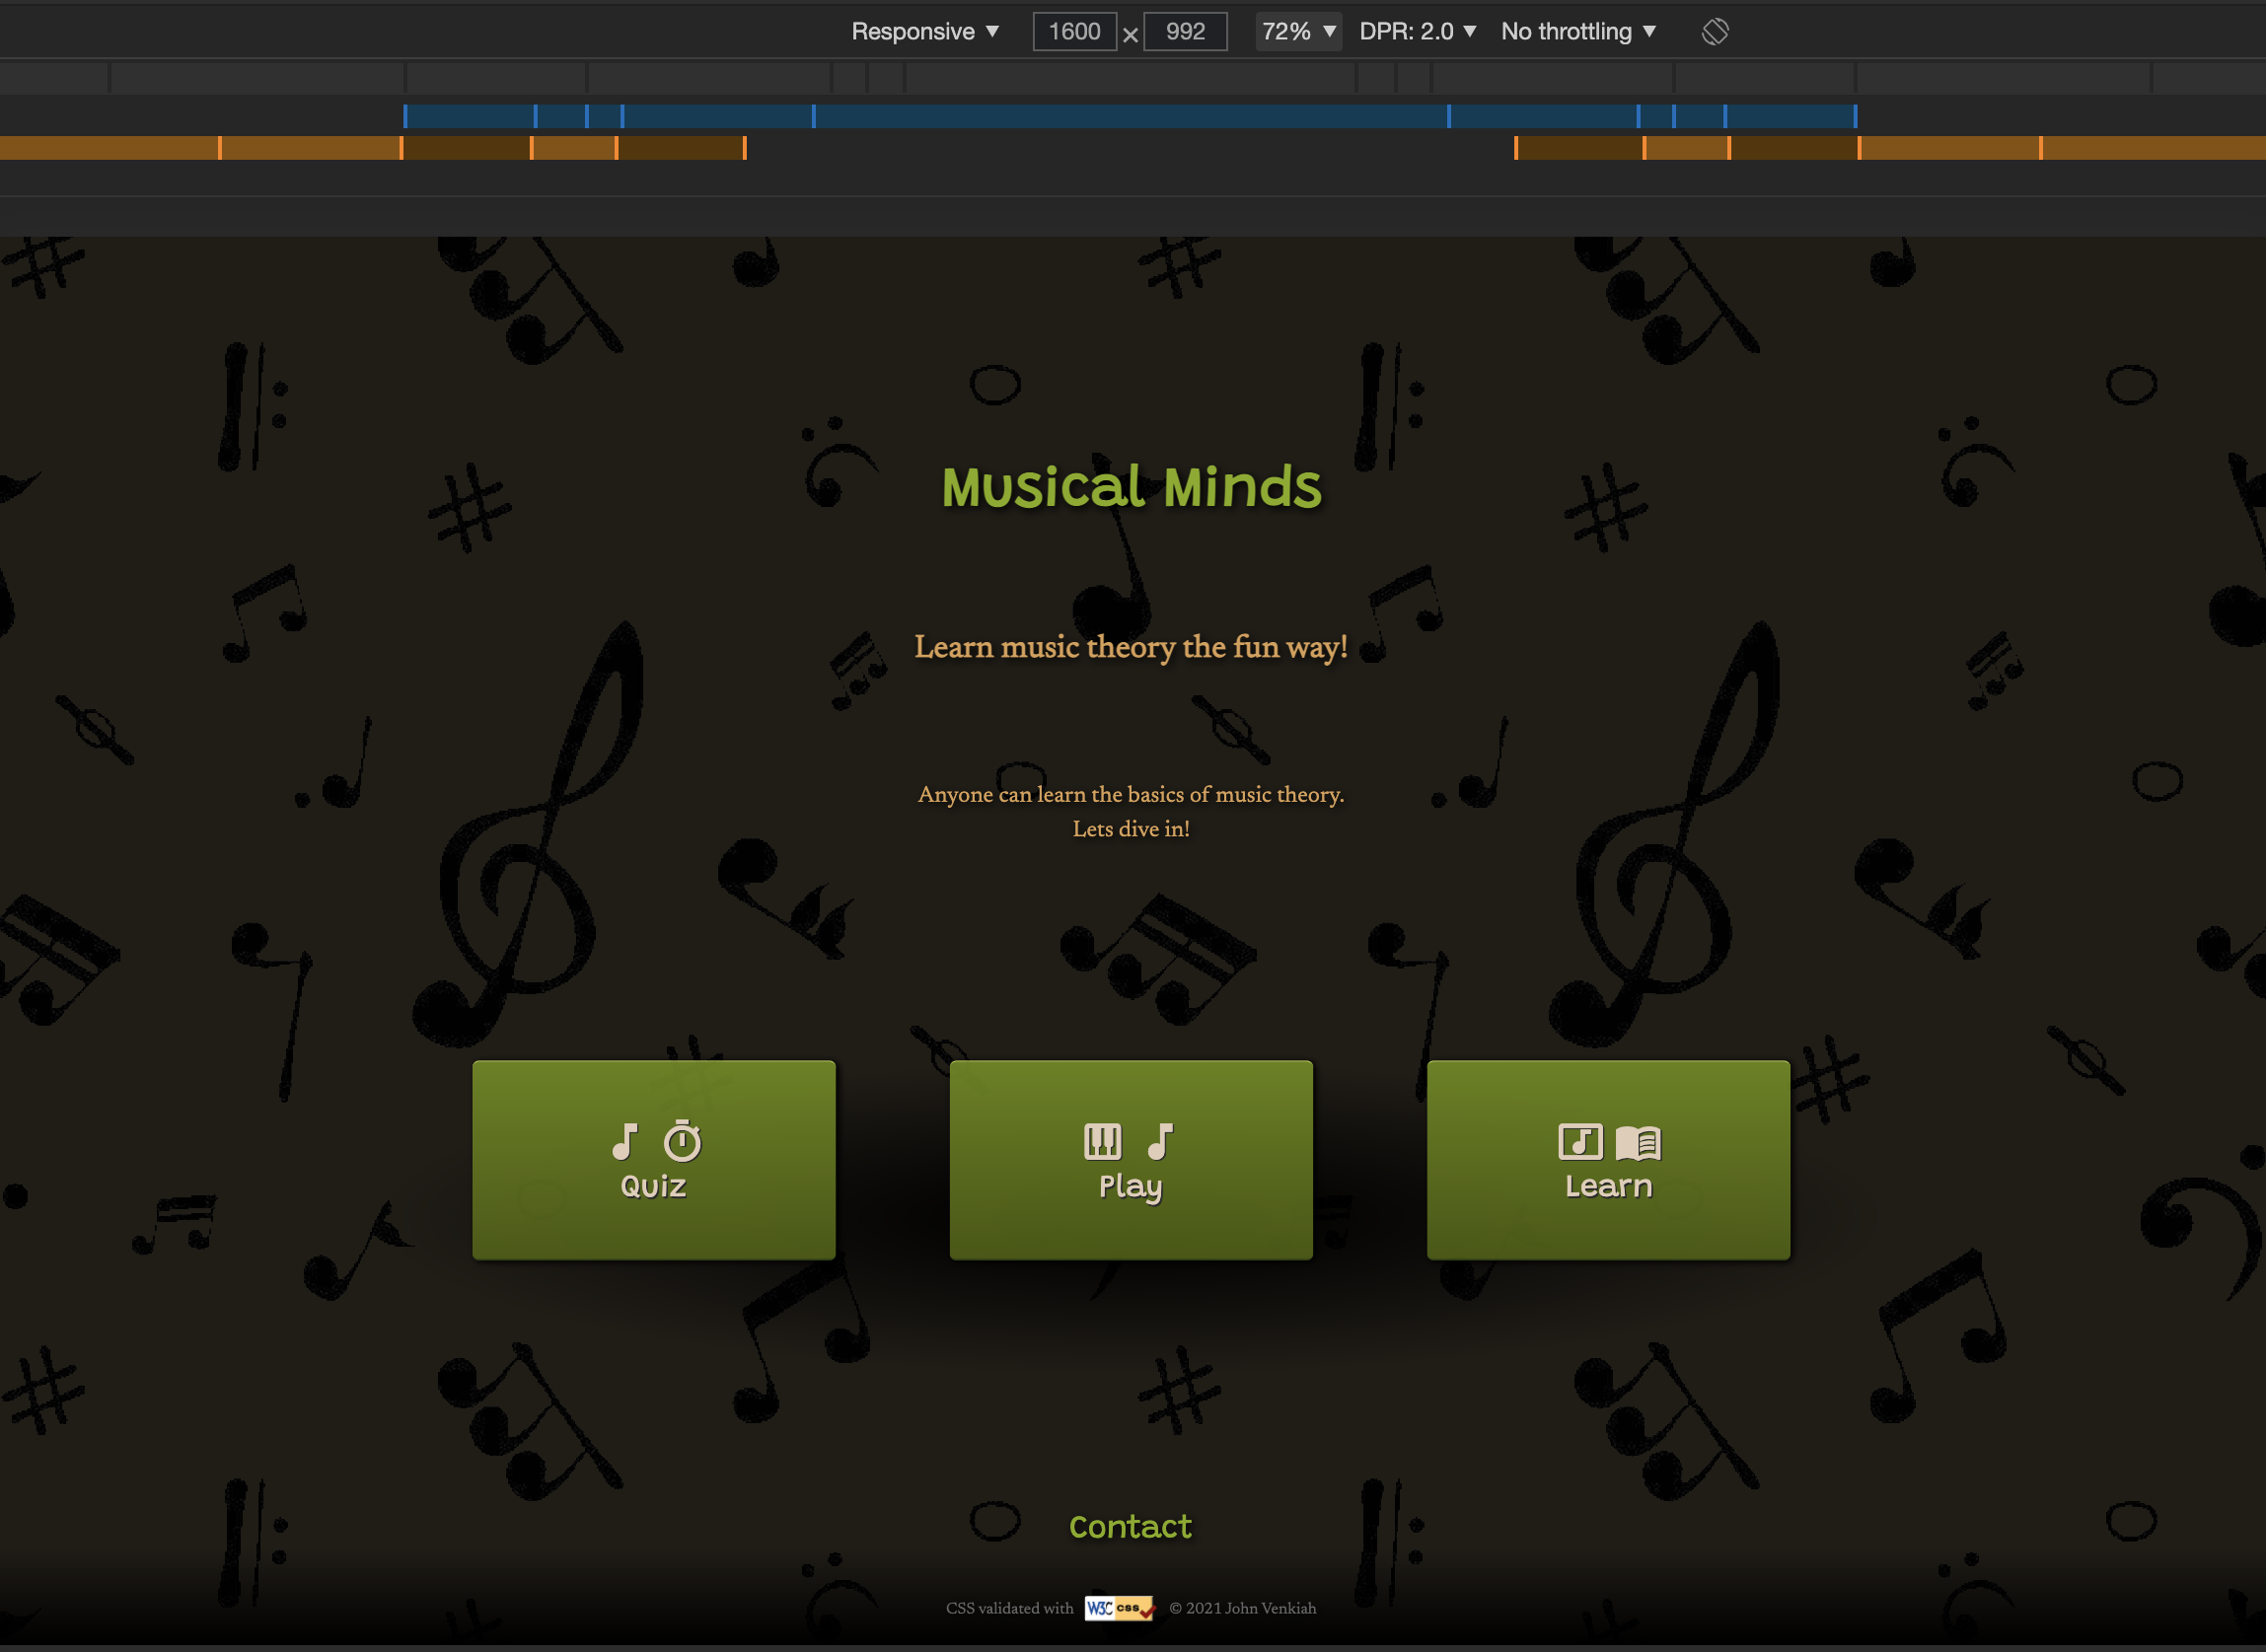 Responsive ▼ 1600 × 992 72% ▼ DPR: 2.0 ▼ No throttling ▼
Musical Minds
Learn music theory the fun way!
Anyone can learn the basics of music theory.
Lets dive in!
Quiz
Play
Learn
Contact
CSS validated with W3C css © 2021 John Venkiah